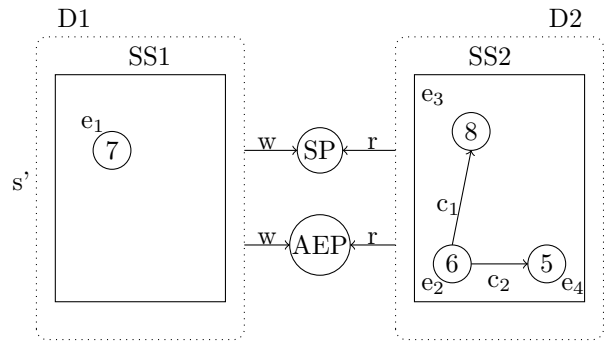 D1 D2
SS1 SS2
e₃
e₁
7
8
w SP r
s'
c₁
w AEP r
6 5
e₂ c₂ e₄